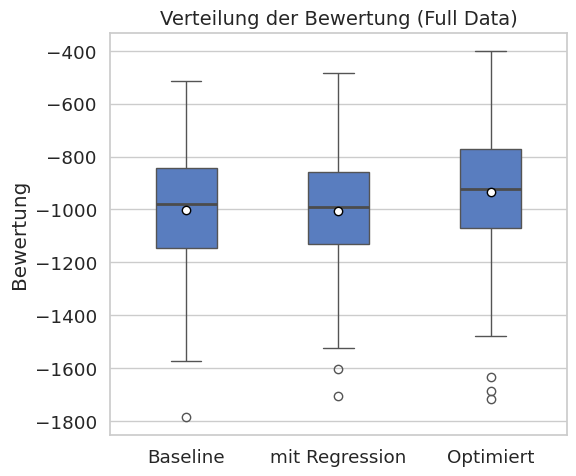 Verteilung der Bewertung (Full Data)
Bewertung
−400
−600
−800
−1000
−1200
−1400
−1600
−1800
Baseline
mit Regression
Optimiert